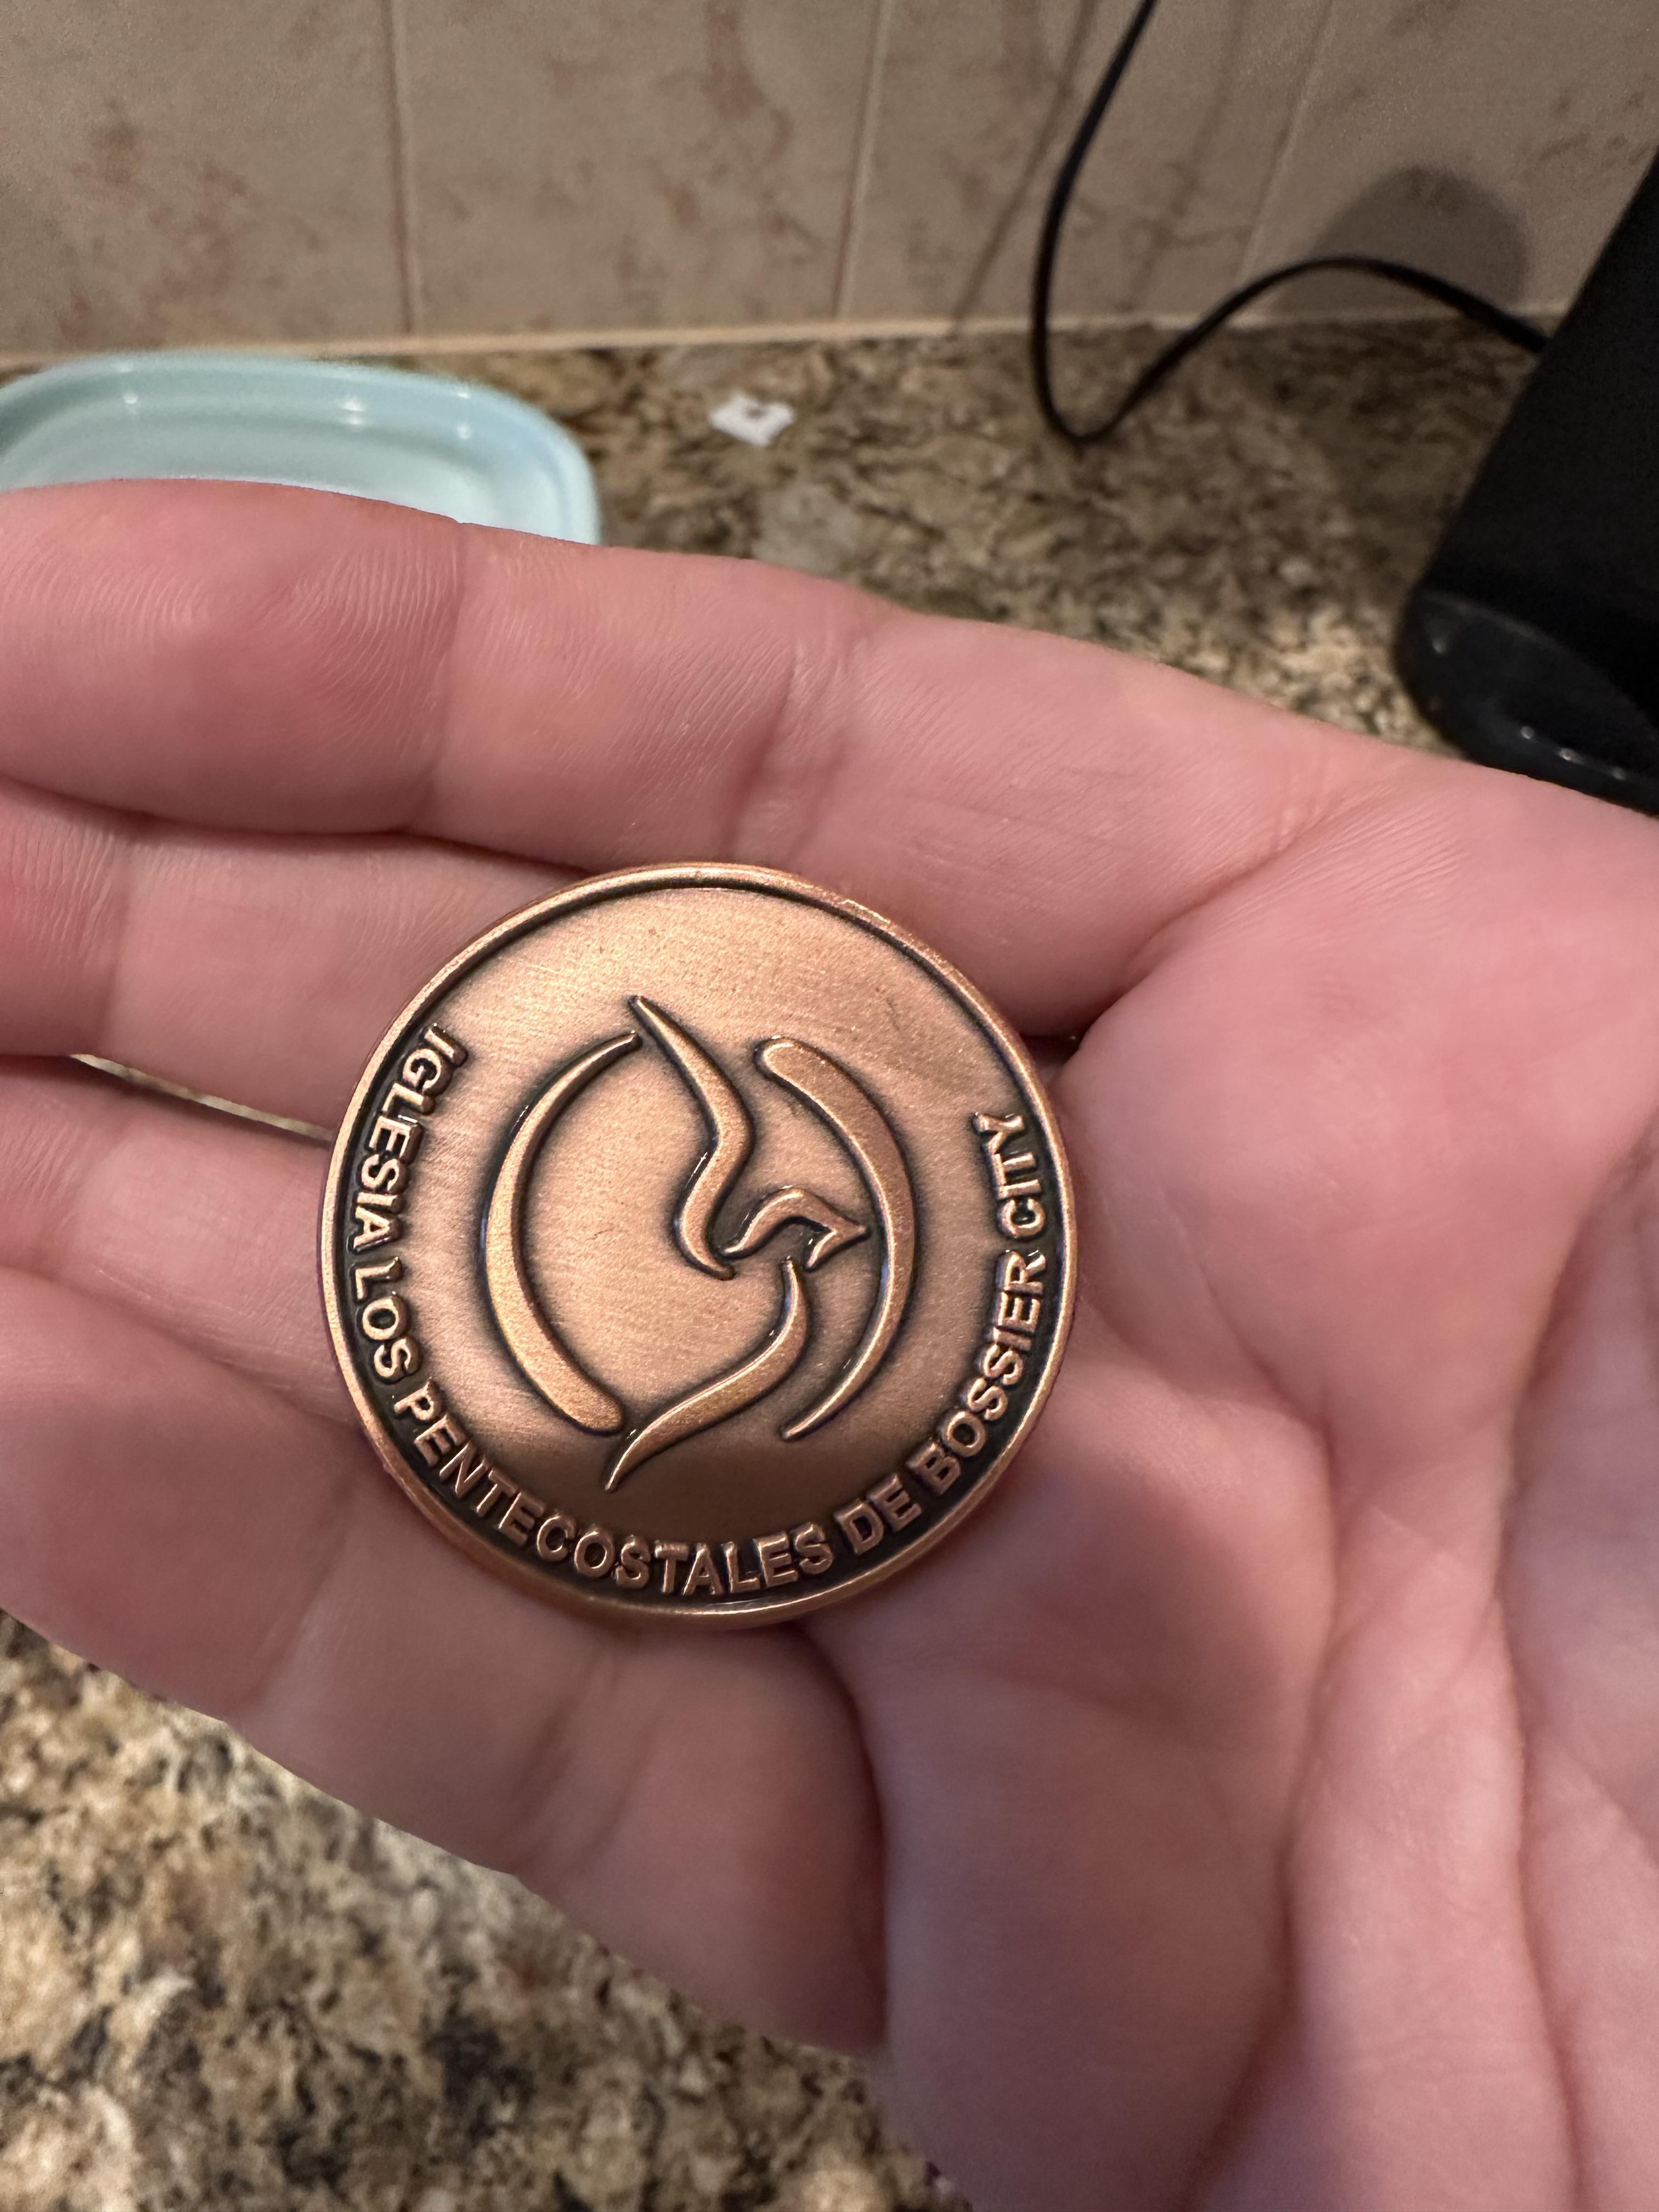 IGLESIA LOS PENTECOSTALES DE BOSSIER CITY